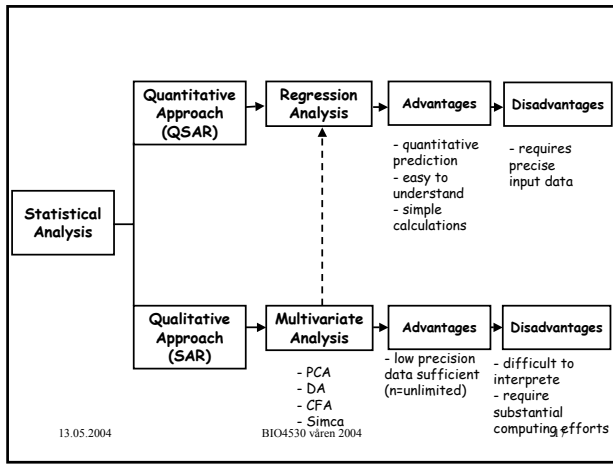 Quantitative
Approach
(QSAR)
Regression
Analysis
Advantages
Disadvantages
- quantitative
prediction
- easy to
understand
- simple
calculations
- requires
precise
input data
Statistical
Analysis
Qualitative
Approach
(SAR)
Multivariate
Analysis
Advantages
Disadvantages
- PCA
- DA
- CFA
- Simca
- low precision
data sufficient
(n=unlimited)
- difficult to
interprete
- require
substantial
computing efforts
13.05.2004
BIO4530 våren 2004